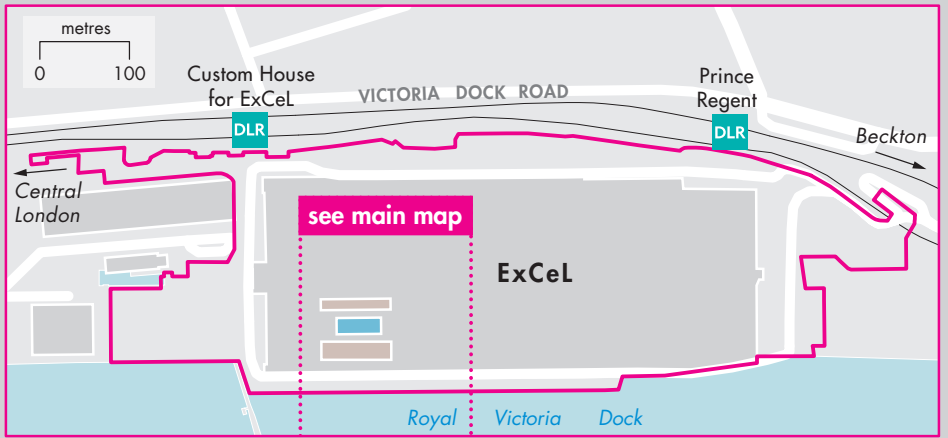 metres
0 100
Custom House
for ExCeL
DLR
VICTORIA DOCK ROAD
Prince
Regent
DLR
Beckton
Central
London
see main map
ExCeL
Royal Victoria Dock